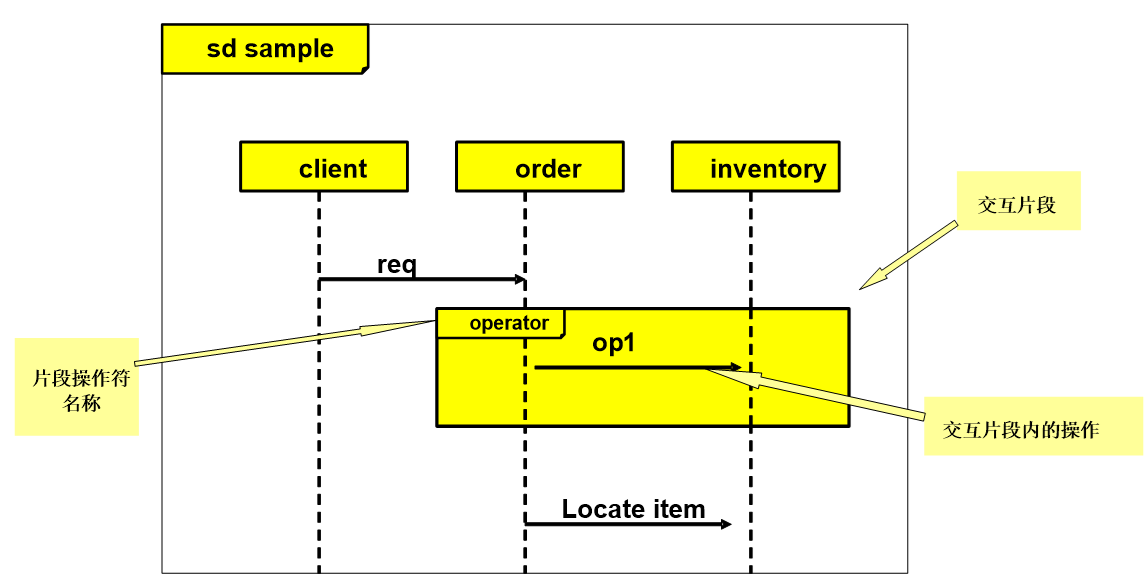 sd sample
client
order
inventory
交互片段
req
operator
op1
片段操作符
名称
交互片段内的操作
Locate item